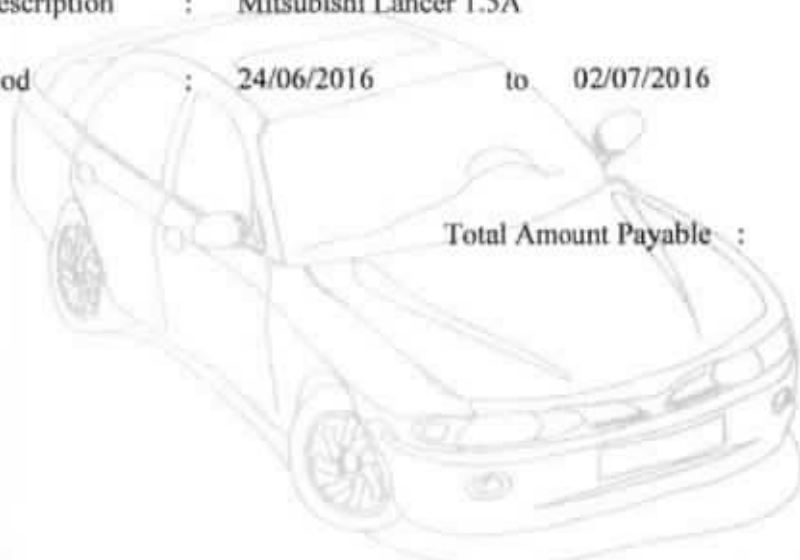 escription : Mitsubishi Lancer 1.5A
od : 24/06/2016 to 02/07/2016
Total Amount Payable :